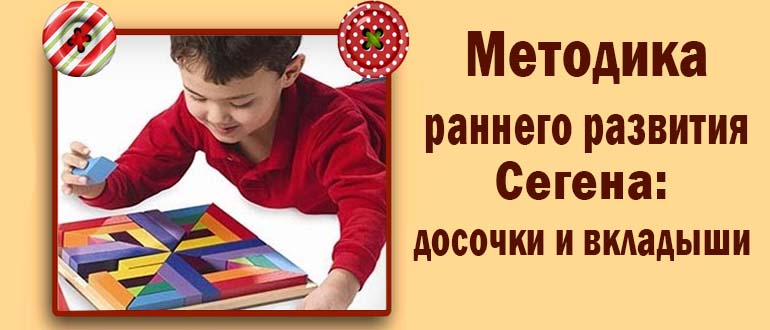 Методика
раннего развития
Сегена:
досочки и вкладыши